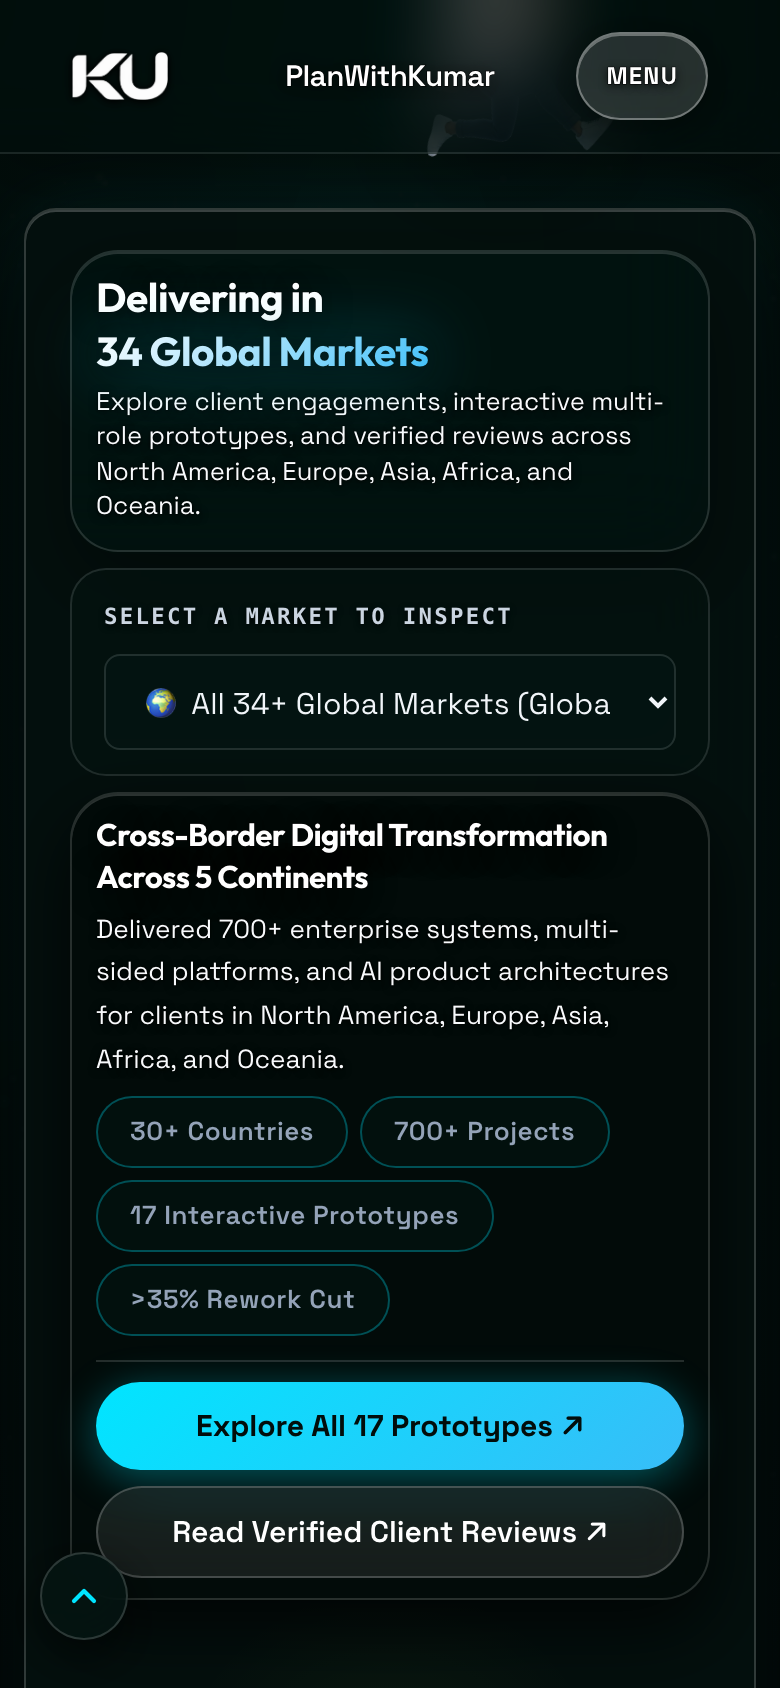 KU
PlanWithKumar
MENU
Delivering in
34 Global Markets
Explore client engagements, interactive multi-
role prototypes, and verified reviews across
North America, Europe, Asia, Africa, and
Oceania.
SELECT A MARKET TO INSPECT
🌍 All 34+ Global Markets (Globa
Cross-Border Digital Transformation
Across 5 Continents
Delivered 700+ enterprise systems, multi-
sided platforms, and AI product architectures
for clients in North America, Europe, Asia,
Africa, and Oceania.
30+ Countries
700+ Projects
17 Interactive Prototypes
>35% Rework Cut
Explore All 17 Prototypes ↗
Read Verified Client Reviews ↗